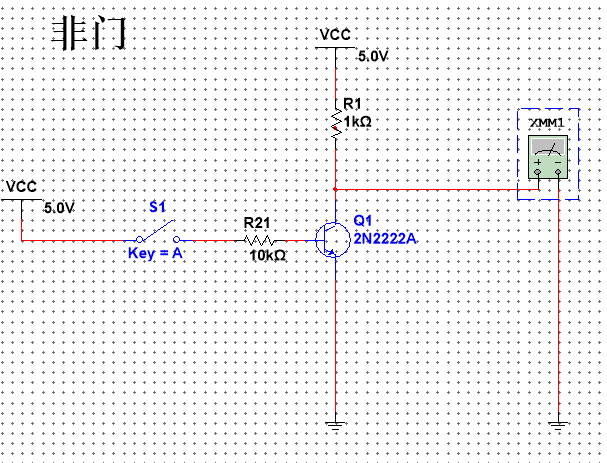 非门
VCC
5.0V
R1
1kΩ
XMM1
VCC
5.0V
S1
Key = A
R21
10kΩ
Q1
2N2222A